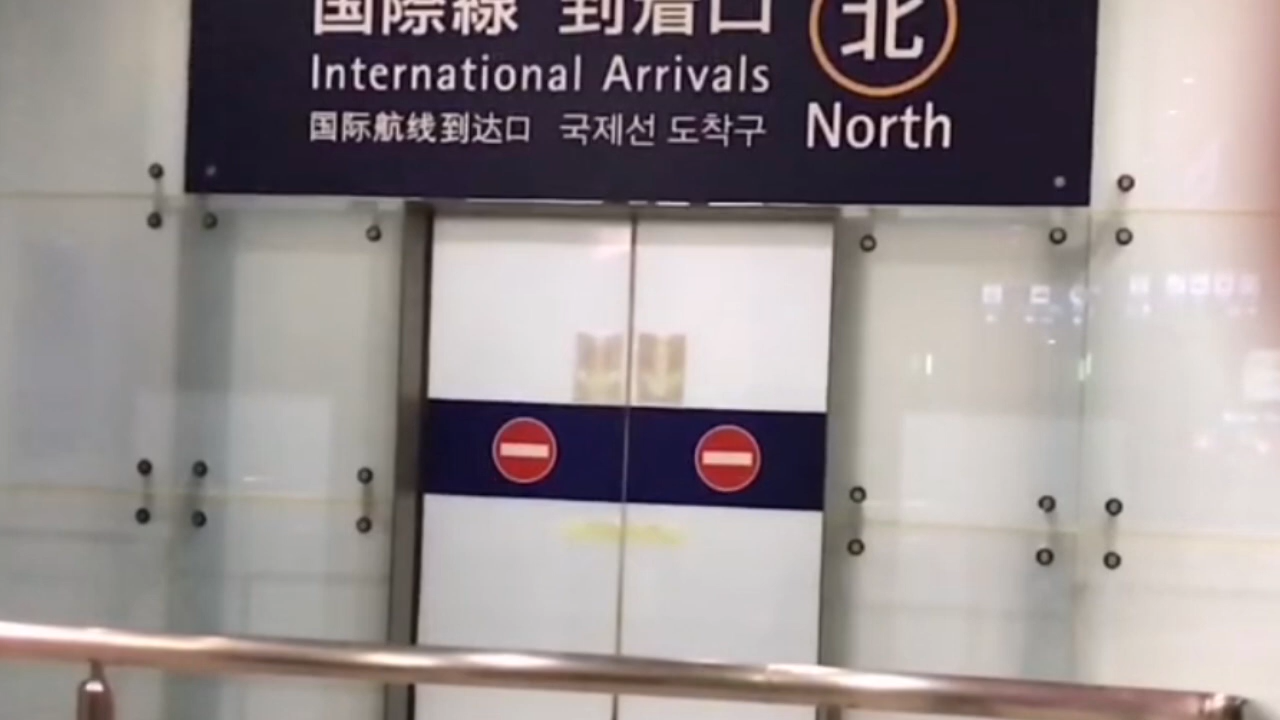 国際線 到着口
International Arrivals
国际航线到达口 국제선 도착구
北
North